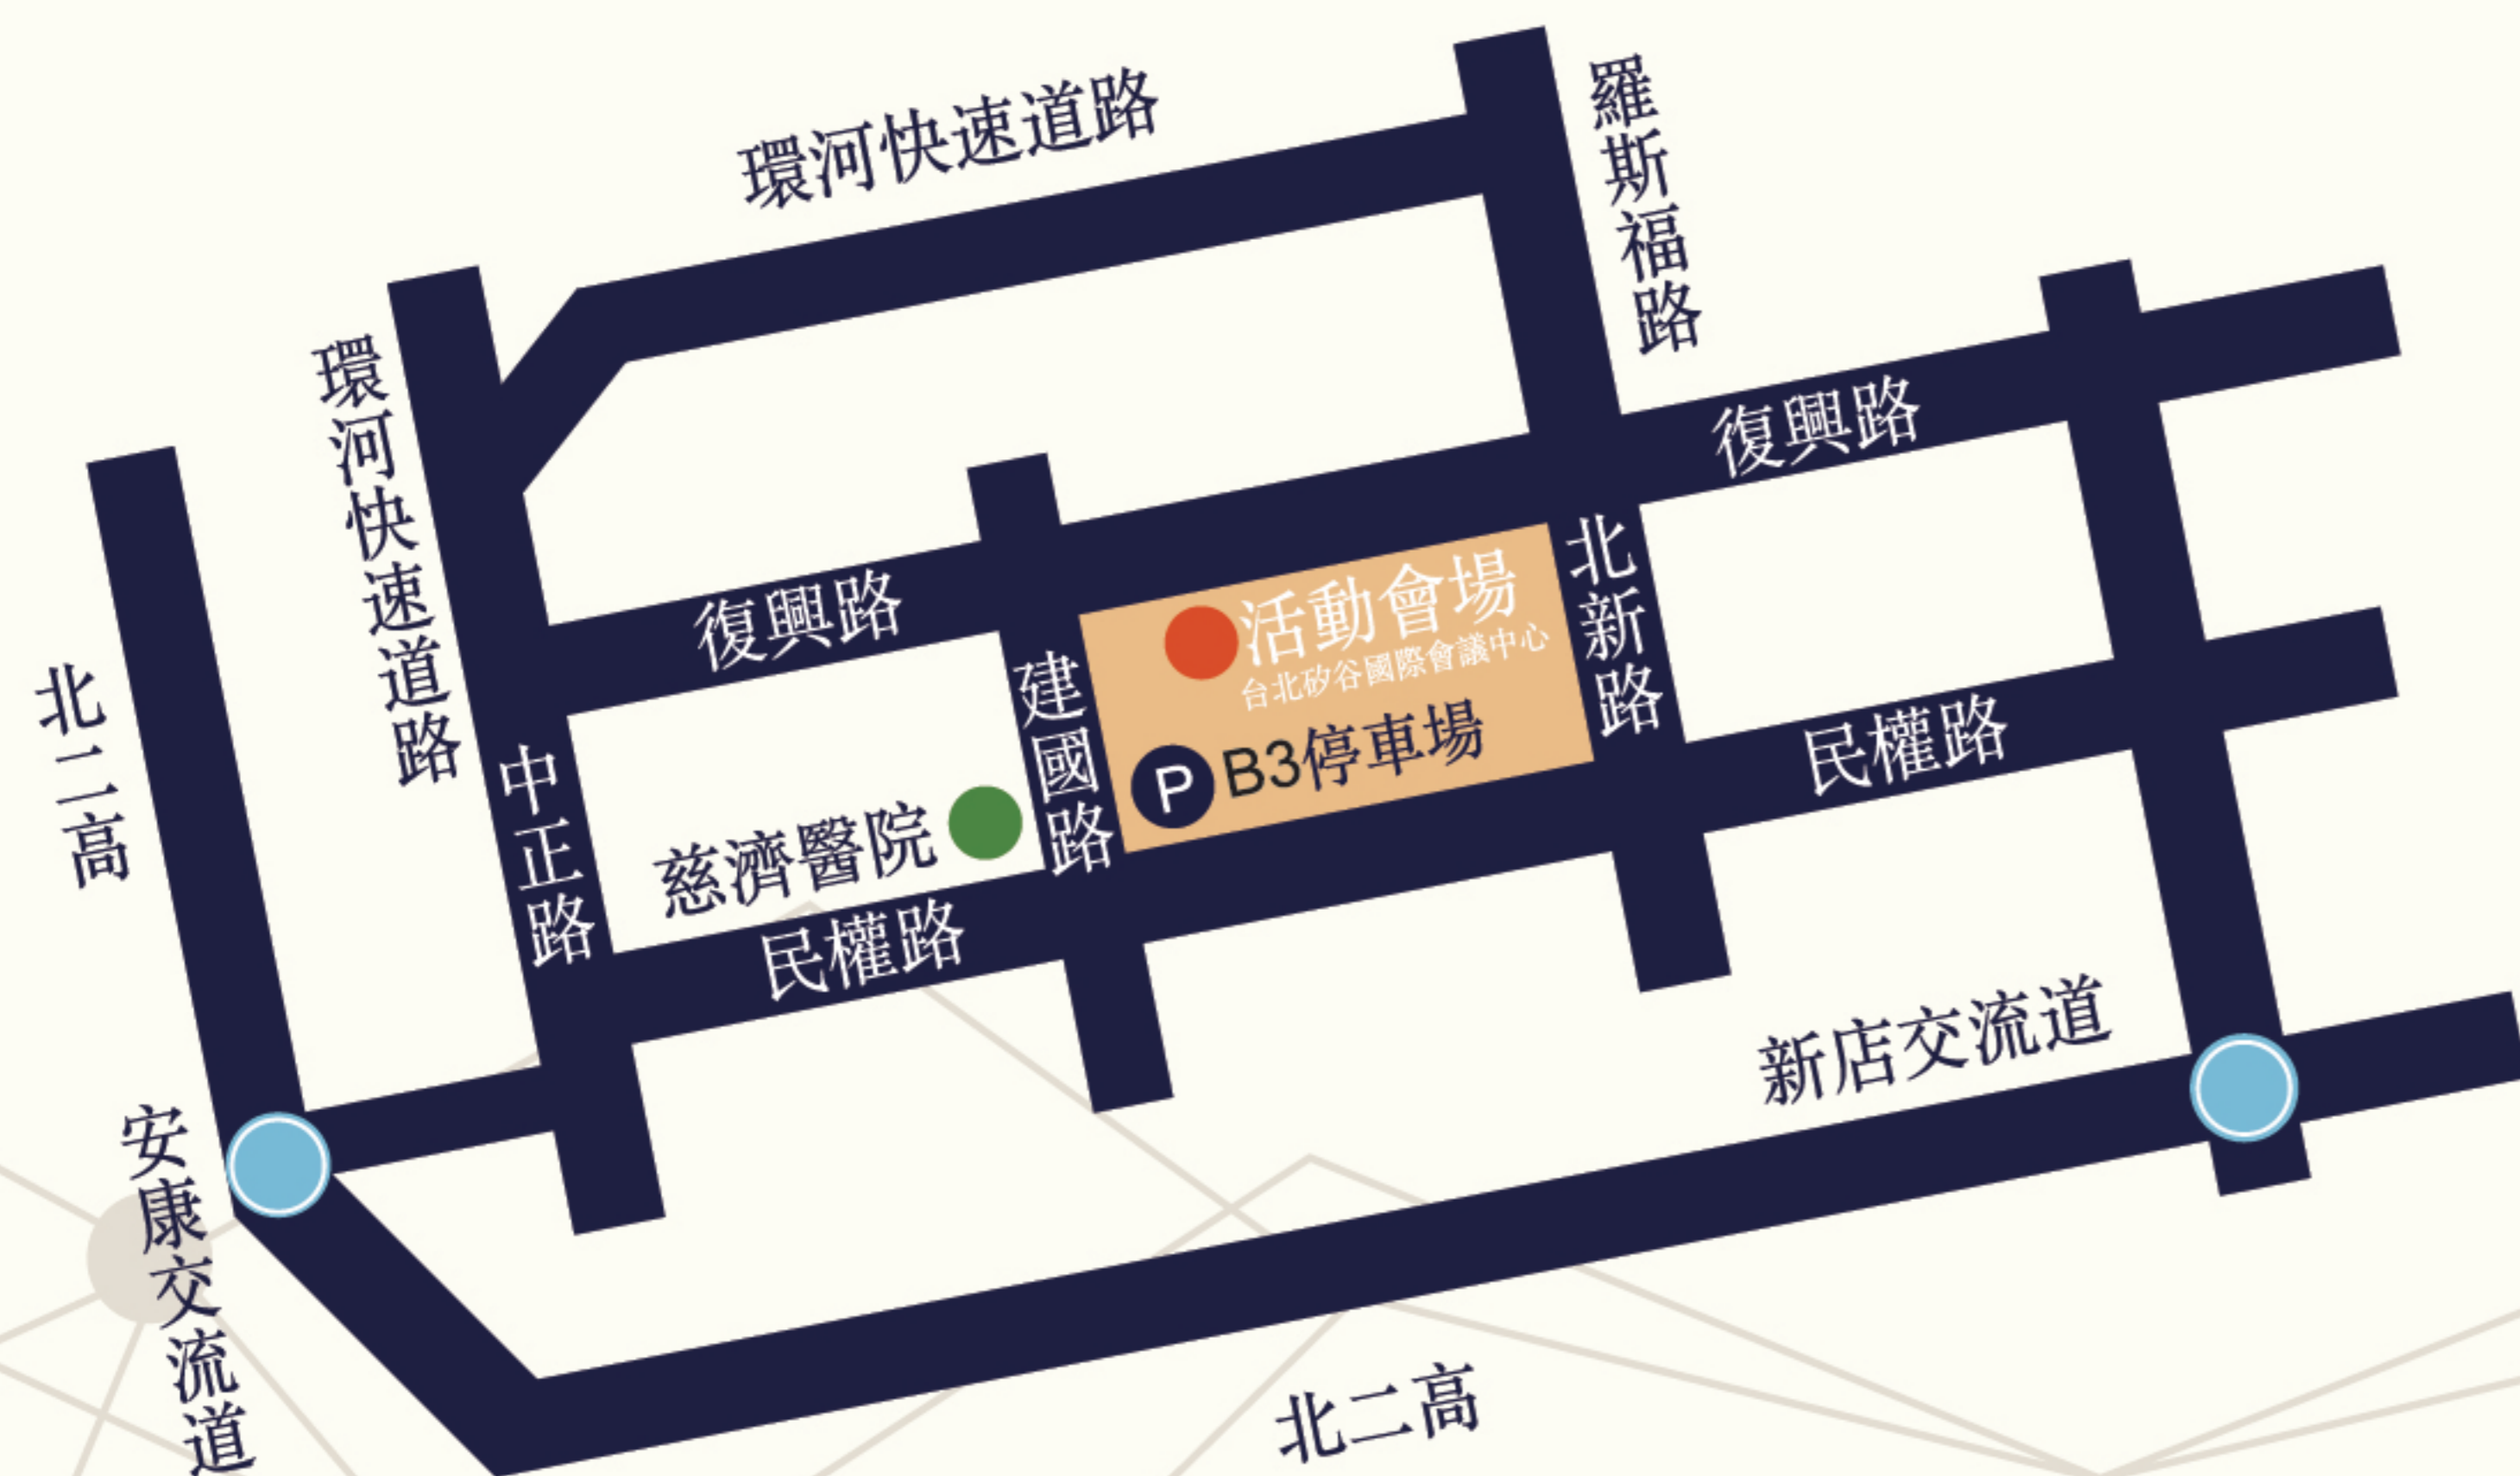 環河快速道路
羅斯福路
環河快速道路
復興路
復興路
北新路
活動會場
台北矽谷國際會議中心
建國路
北二高
中正路
P B3停車場
民權路
慈濟醫院
民權路
新店交流道
安康交流道
北二高